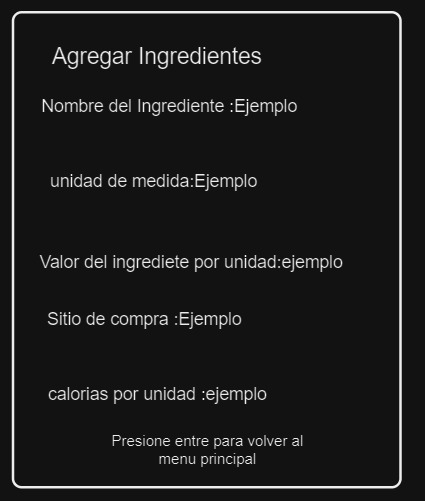 Agregar Ingredientes
Nombre del Ingrediente :Ejemplo
unidad de medida:Ejemplo
Valor del ingrediete por unidad:ejemplo
Sitio de compra :Ejemplo
calorias por unidad :ejemplo
Presione entre para volver al
menu principal